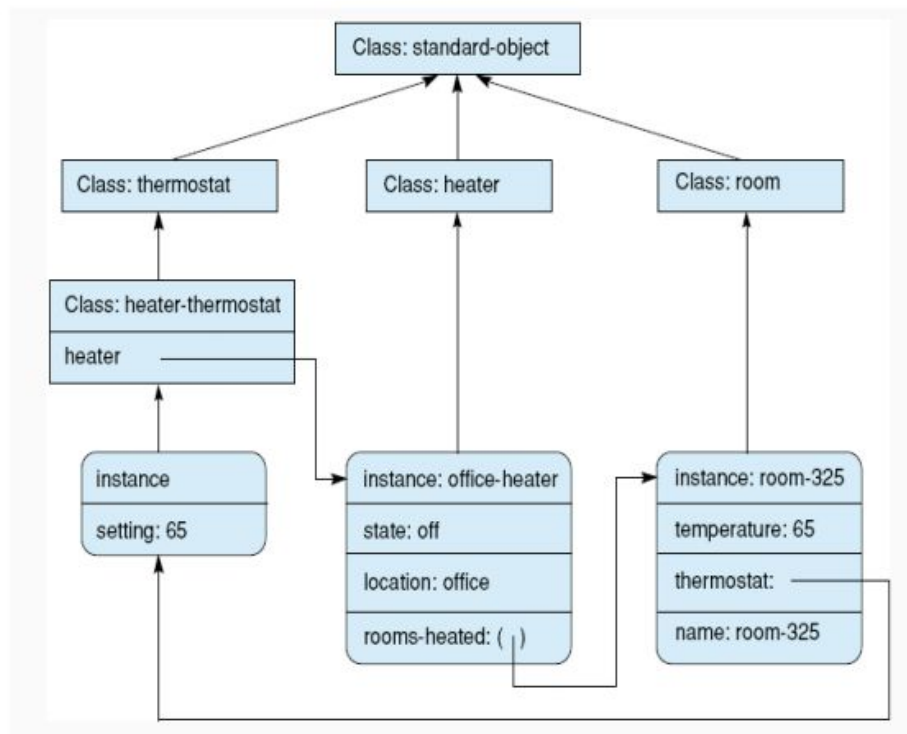 Class: standard-object
Class: thermostat
Class: heater
Class: room
Class: heater-thermostat
heater
instance
setting: 65
instance: office-heater
state: off
location: office
rooms-heated: ( )
instance: room-325
temperature: 65
thermostat:
name: room-325